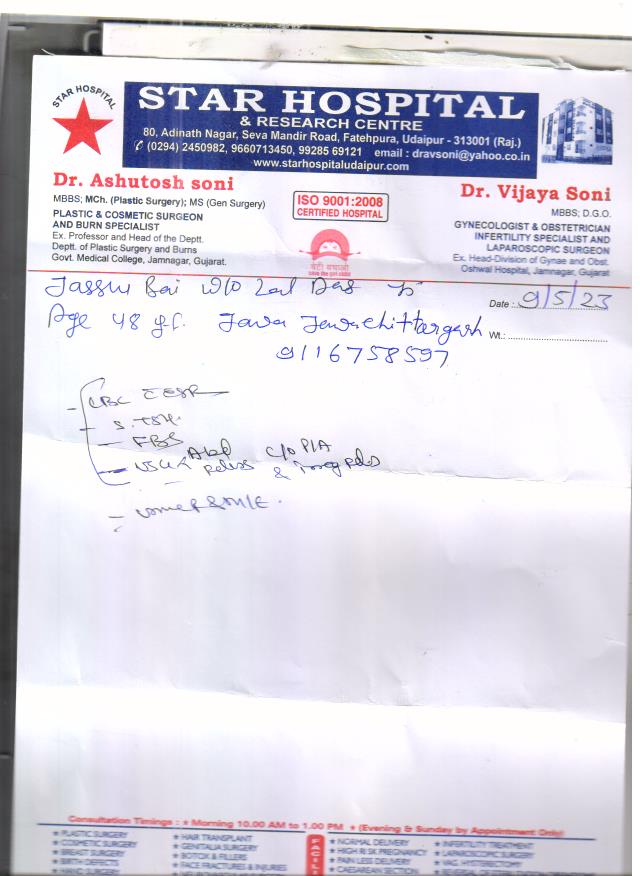 STAR HOSPITAL
STAR HOSPITAL
& RESEARCH CENTRE
80, Adinath Nagar, Seva Mandir Road, Fatehpura, Udaipur - 313001 (Raj.)
(0294) 2450982, 9660713450, 99285 69121 email : dravsoni@yahoo.co.in
www.starhospitaludaipur.com
Dr. Ashutosh soni
MBBS; MCh. (Plastic Surgery); MS (Gen Surgery)
PLASTIC & COSMETIC SURGEON
AND BURN SPECIALIST
Ex. Professor and Head of the Deptt.
Deptt. of Plastic Surgery and Burns
Govt. Medical College, Jamnagar, Gujarat.
ISO 9001:2008
CERTIFIED HOSPITAL
बेटी बचाओ
Dr. Vijaya Soni
MBBS; D.G.O.
GYNECOLOGIST & OBSTETRICIAN
INFERTILITY SPECIALIST AND
LAPAROSCOPIC SURGEON
Ex. Head-Division of Gynae and Obst.
Oshwal Hospital, Jamnagar, Gujarat
Bai W/O Lal Das
Date : 9/5/23
Age 48 y.f. Jawa
Wt.:
9116758597
CBC ESR
S. TSH
FBS
Abd C/O P/A
&
Consultation Timings : ★ Morning 10.00 AM to 1.00 PM ★ (Evening & Sunday by Appointment Only)
★ PLASTIC SURGERY
★ COSMETIC SURGERY
★ BREAST SURGERY
★ BIRTH DEFECTS
★ HAND SURGERY
★ HAIR TRANSPLANT
★ GENITALIA SURGERY
★ BOTOX & FILLERS
★ FACE FRACTURES & INJURIES
FACILI
★ NORMAL DELIVERY
★ HIGH RISK PREGNANCY
★ PAIN LESS DELIVERY
★ CAESAREAN SECTION
★ INFERTILITY TREATMENT
★ LAPAROSCOPIC SURGERY
★ VAG. HYSTERECTOMY